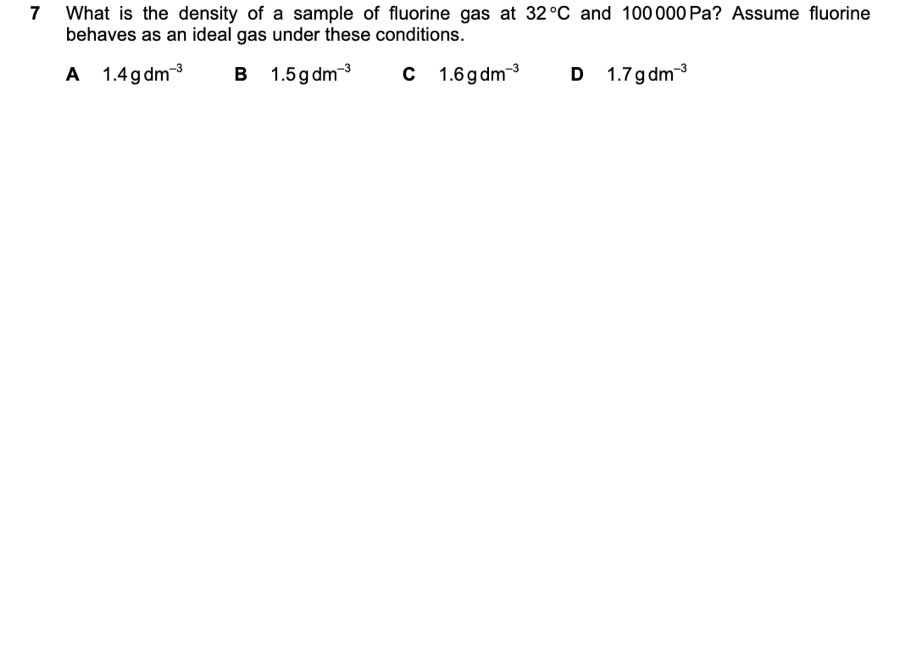 7 What is the density of a sample of fluorine gas at 32 °C and 100 000 Pa? Assume fluorine
behaves as an ideal gas under these conditions.
A 1.4 g dm⁻³ B 1.5 g dm⁻³ C 1.6 g dm⁻³ D 1.7 g dm⁻³